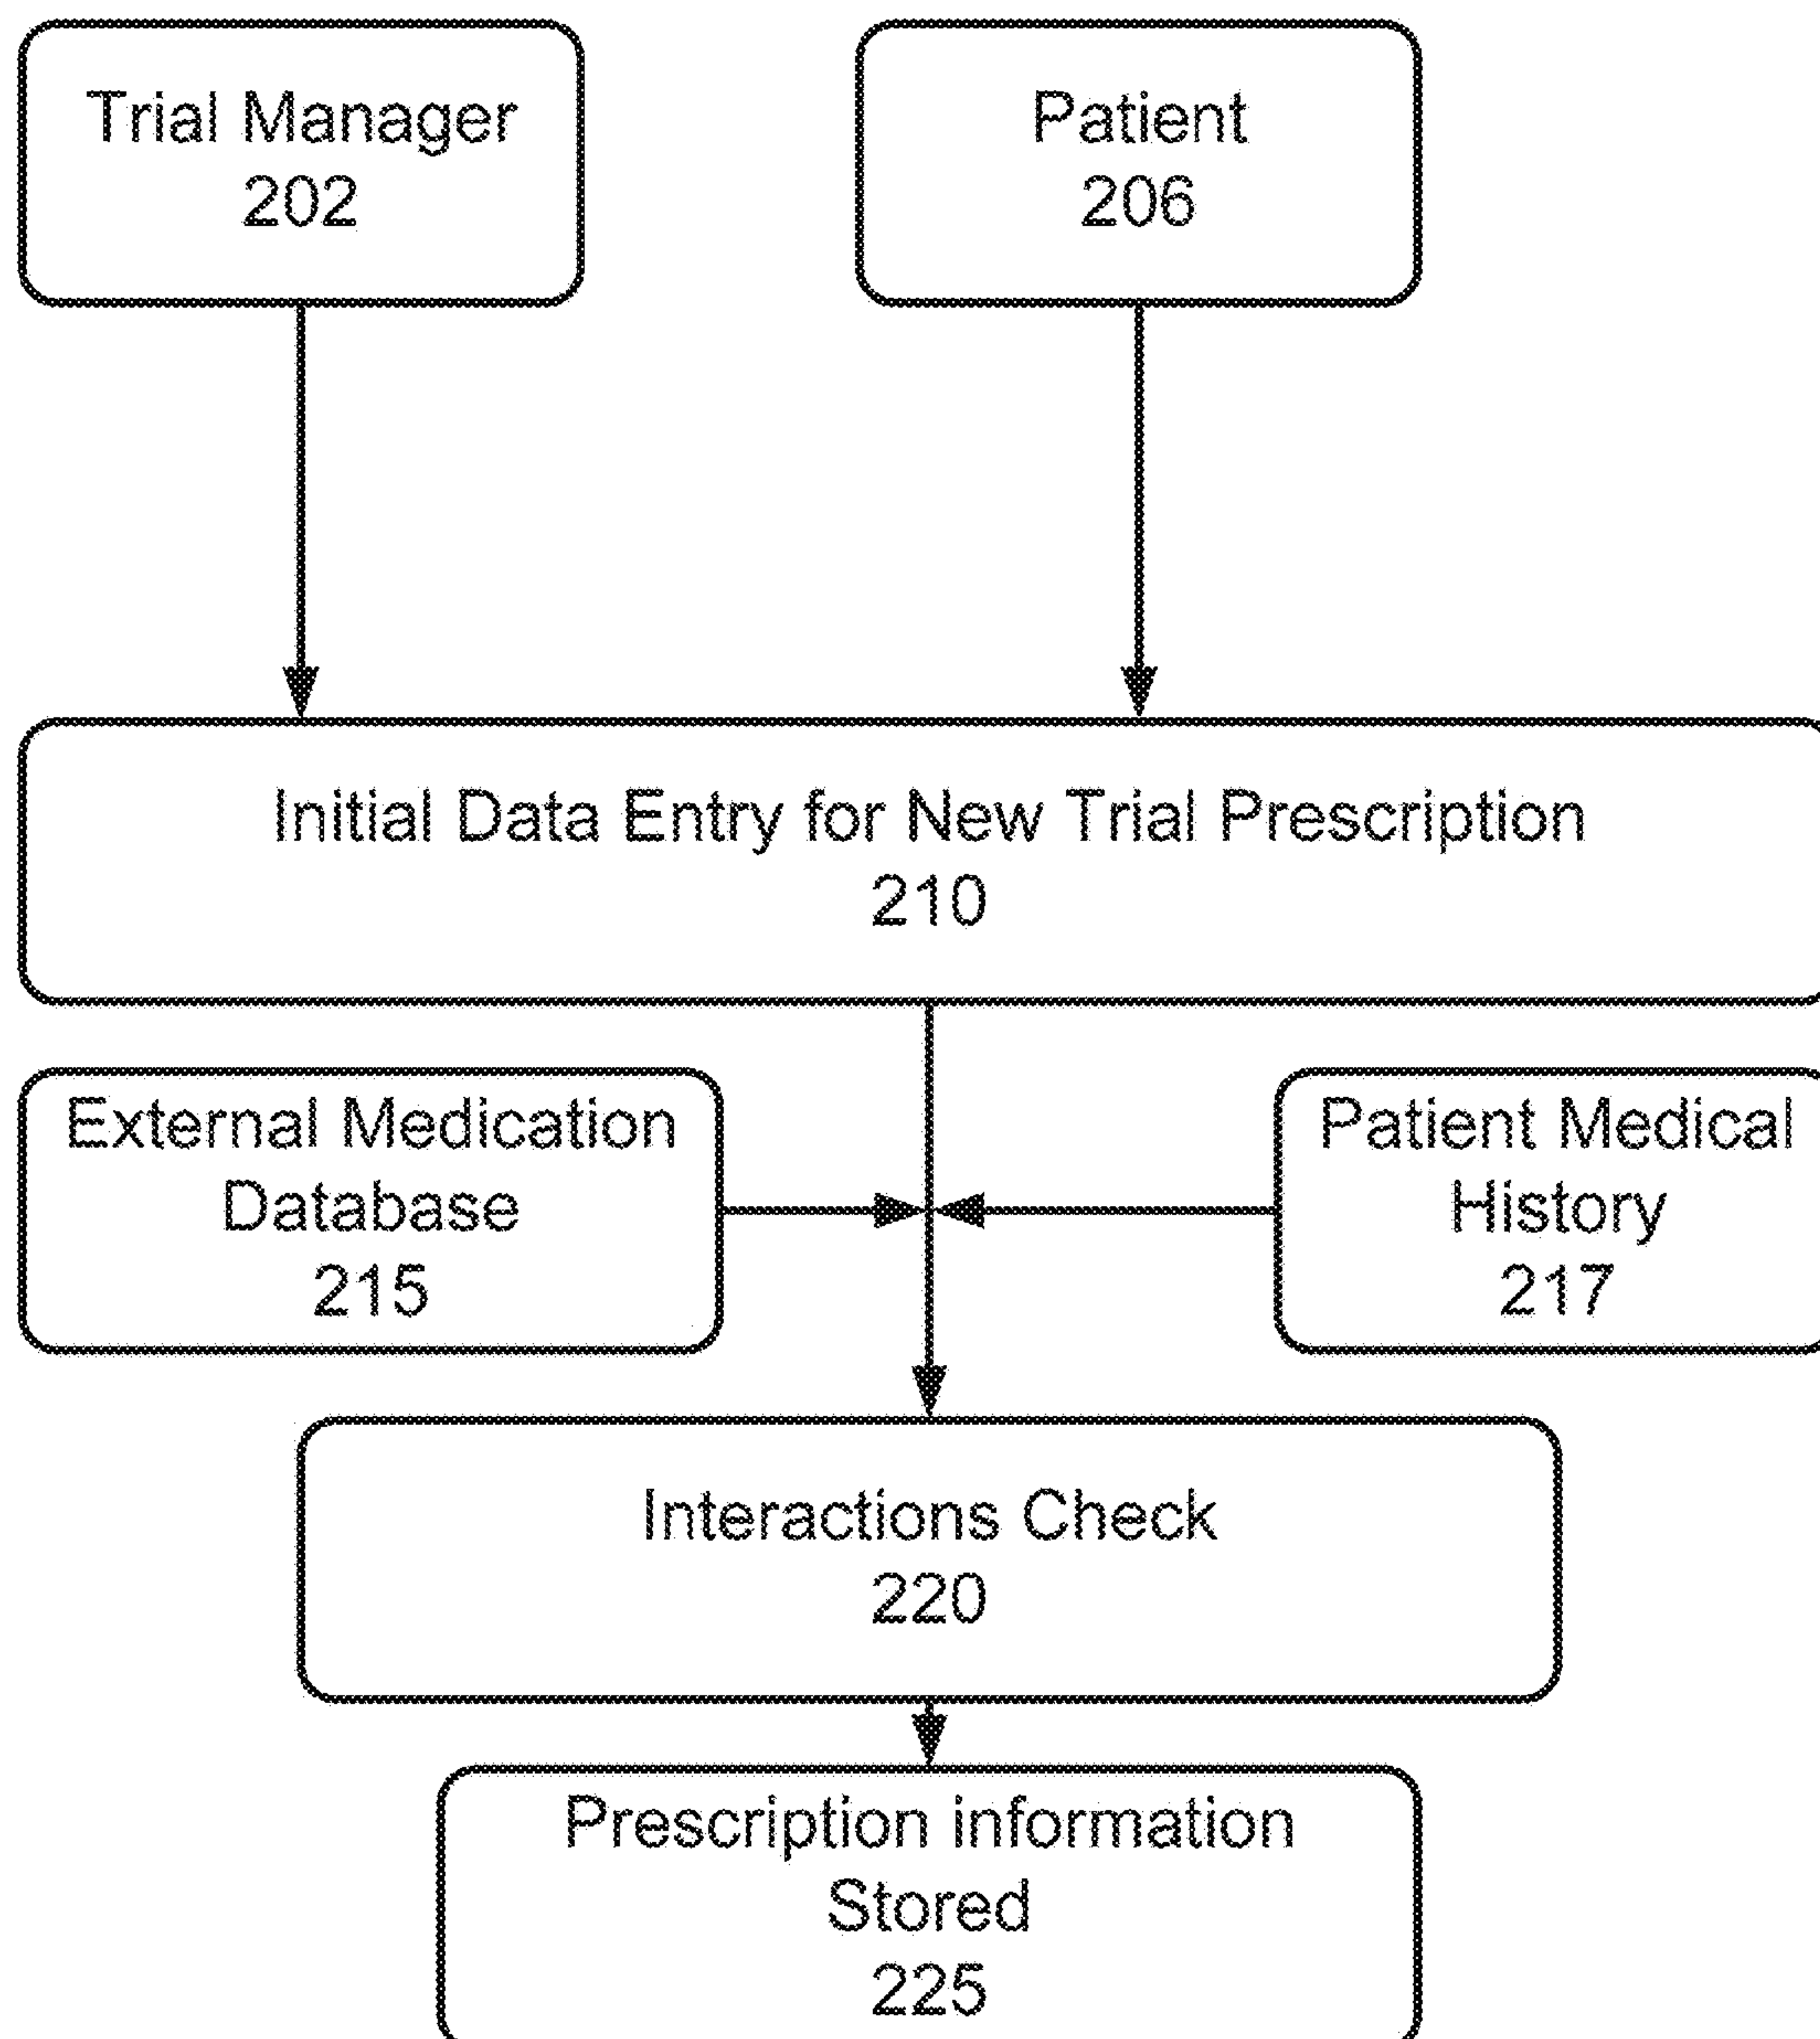 Trial Manager
202
Patient
206
Initial Data Entry for New Trial Prescription
210
External Medication
Database
215
Patient Medical
History
217
Interactions Check
220
Prescription information
Stored
225